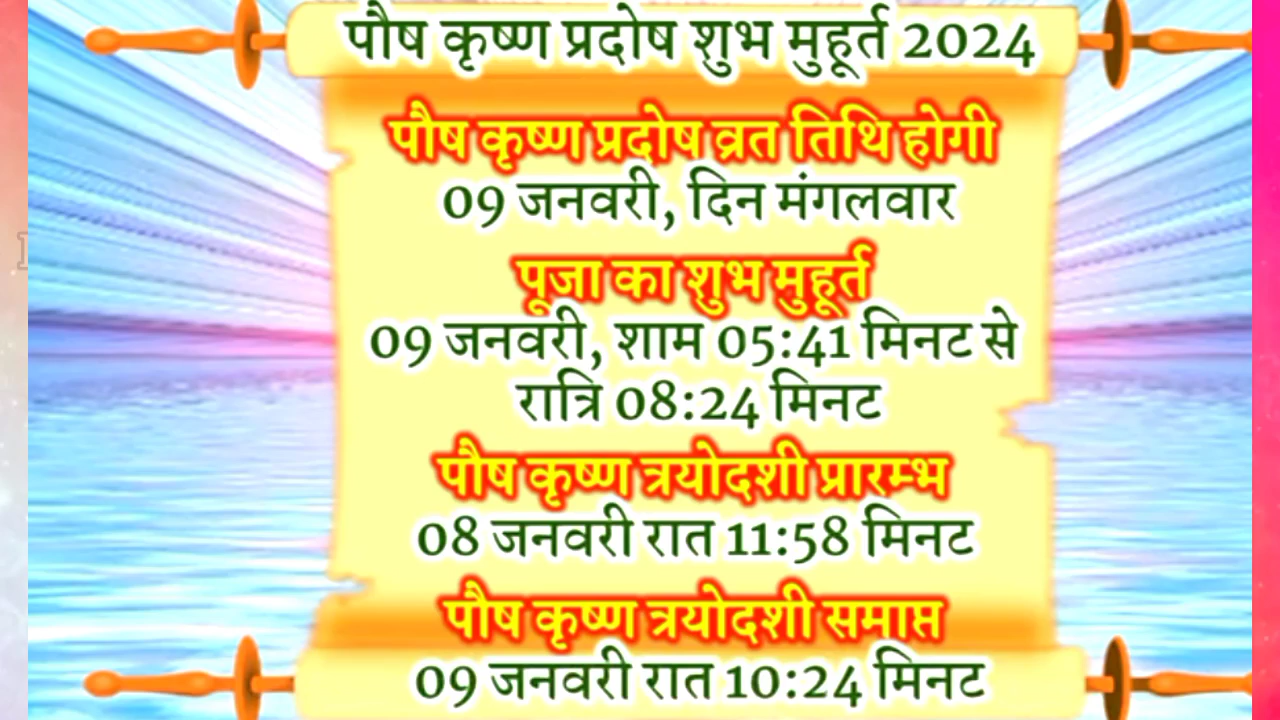 पौष कृष्ण प्रदोष शुभ मुहूर्त 2024
पौष कृष्ण प्रदोष व्रत तिथि होगी
09 जनवरी, दिन मंगलवार
पूजा का शुभ मुहूर्त
09 जनवरी, शाम 05:41 मिनट से
रात्रि 08:24 मिनट
पौष कृष्ण त्रयोदशी प्रारम्भ
08 जनवरी रात 11:58 मिनट
पौष कृष्ण त्रयोदशी समाप्त
09 जनवरी रात 10:24 मिनट